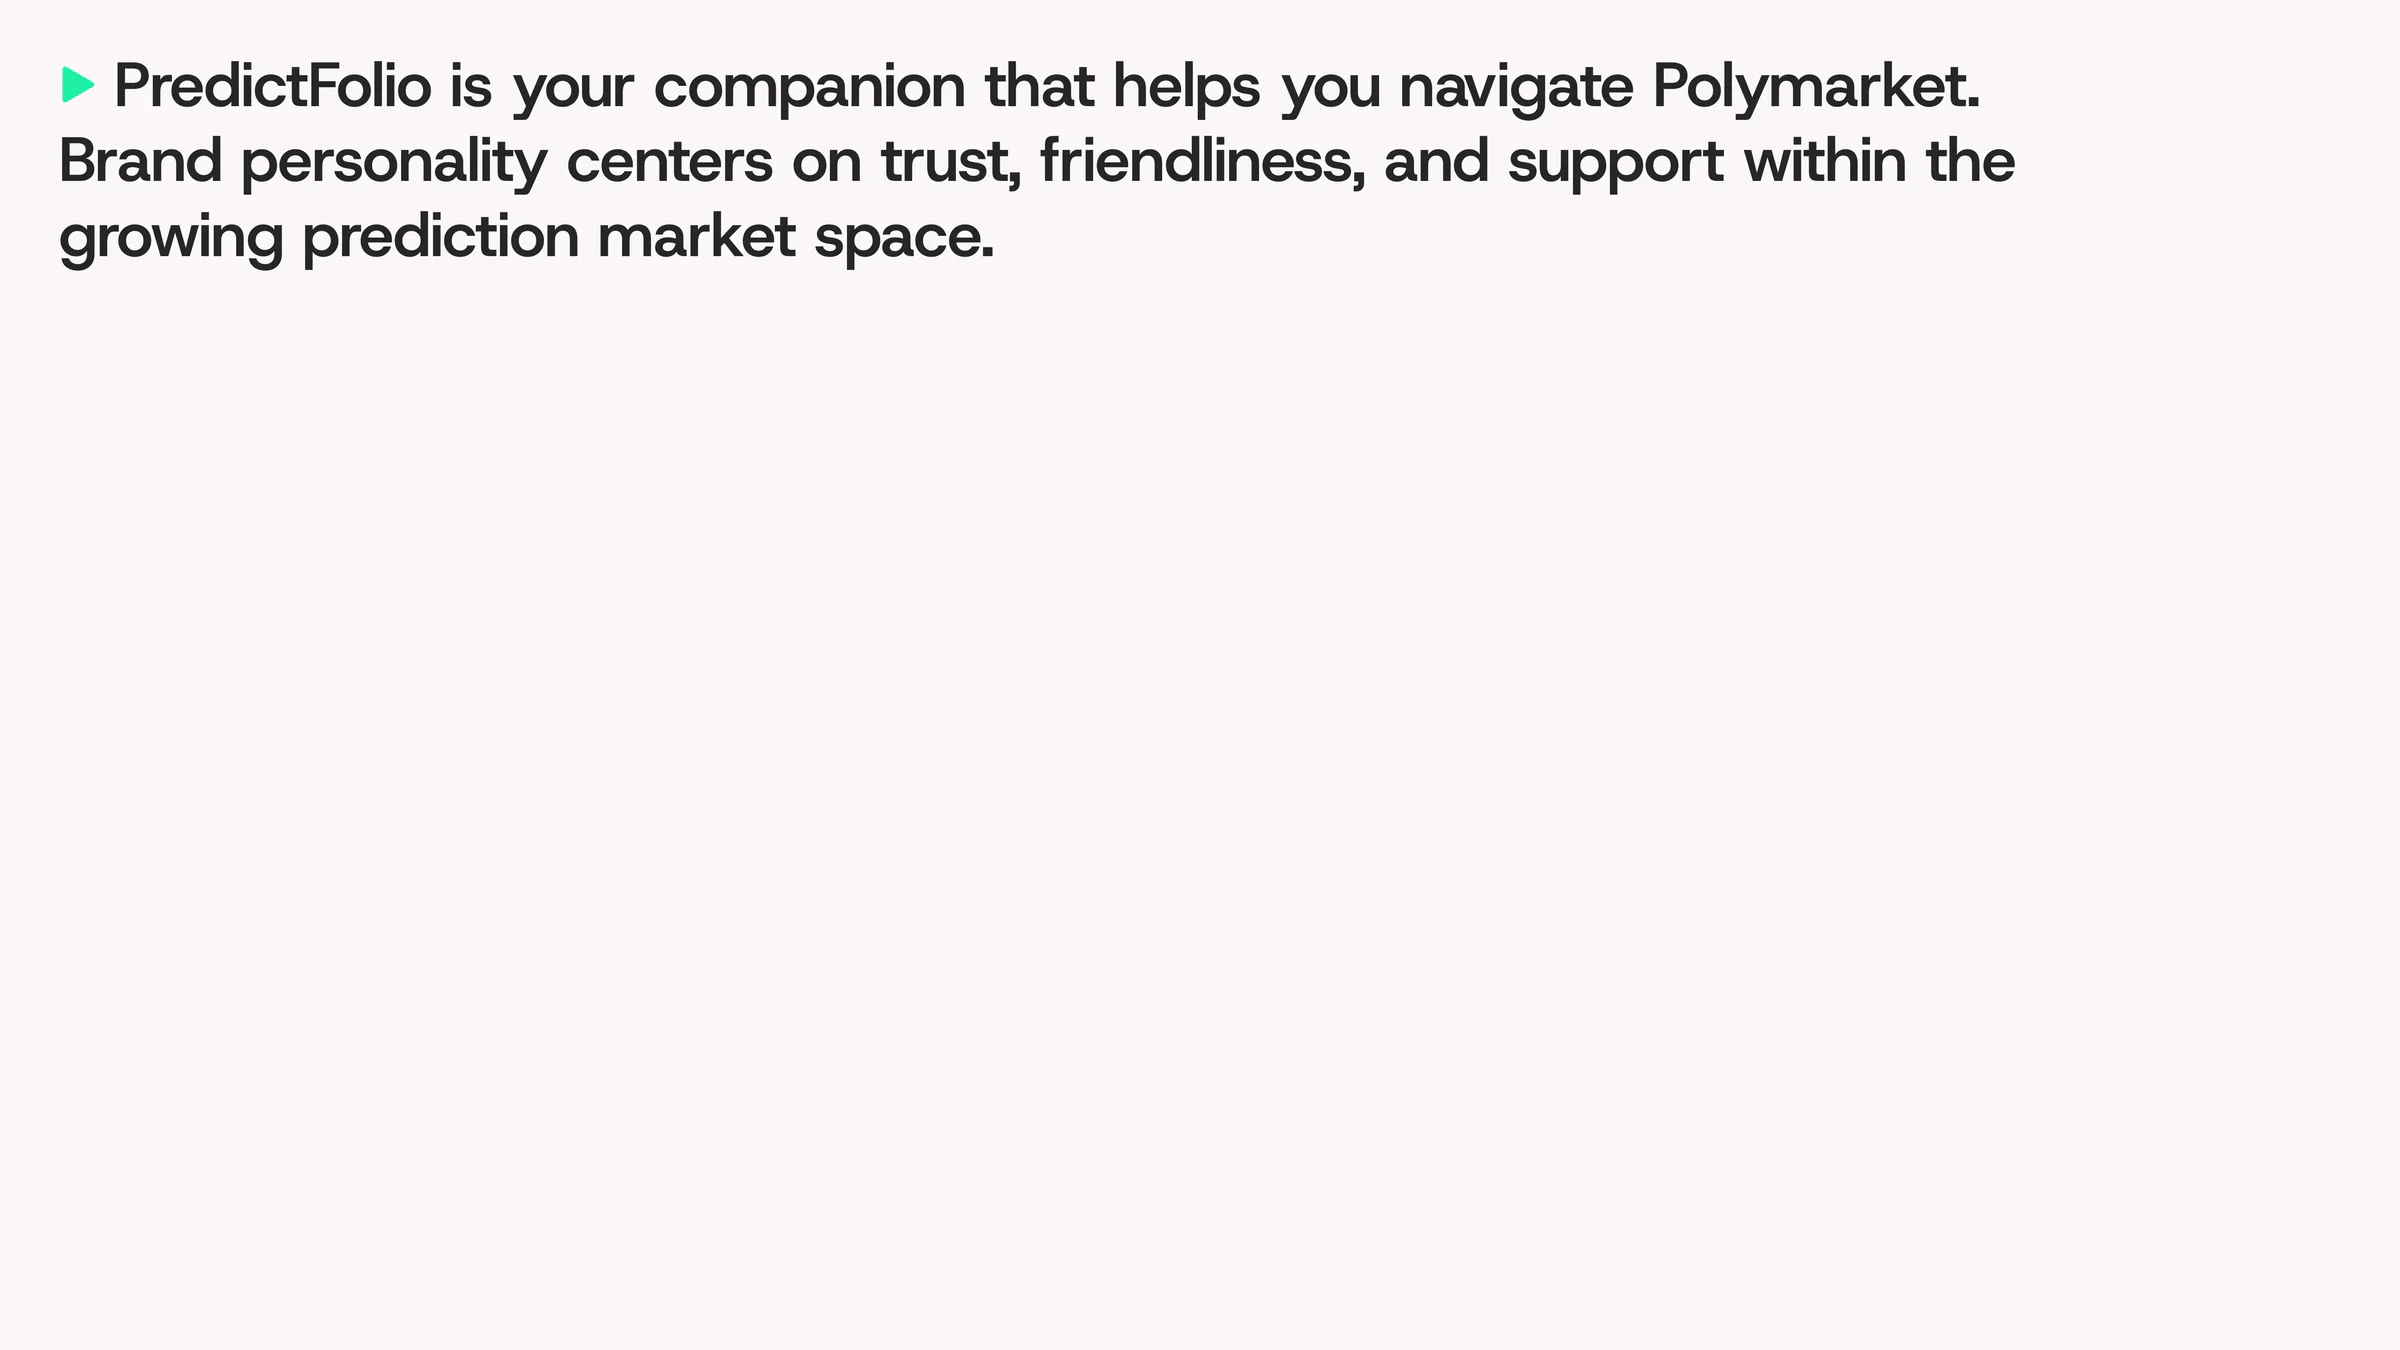 PredictFolio is your companion that helps you navigate Polymarket.
Brand personality centers on trust, friendliness, and support within the
growing prediction market space.